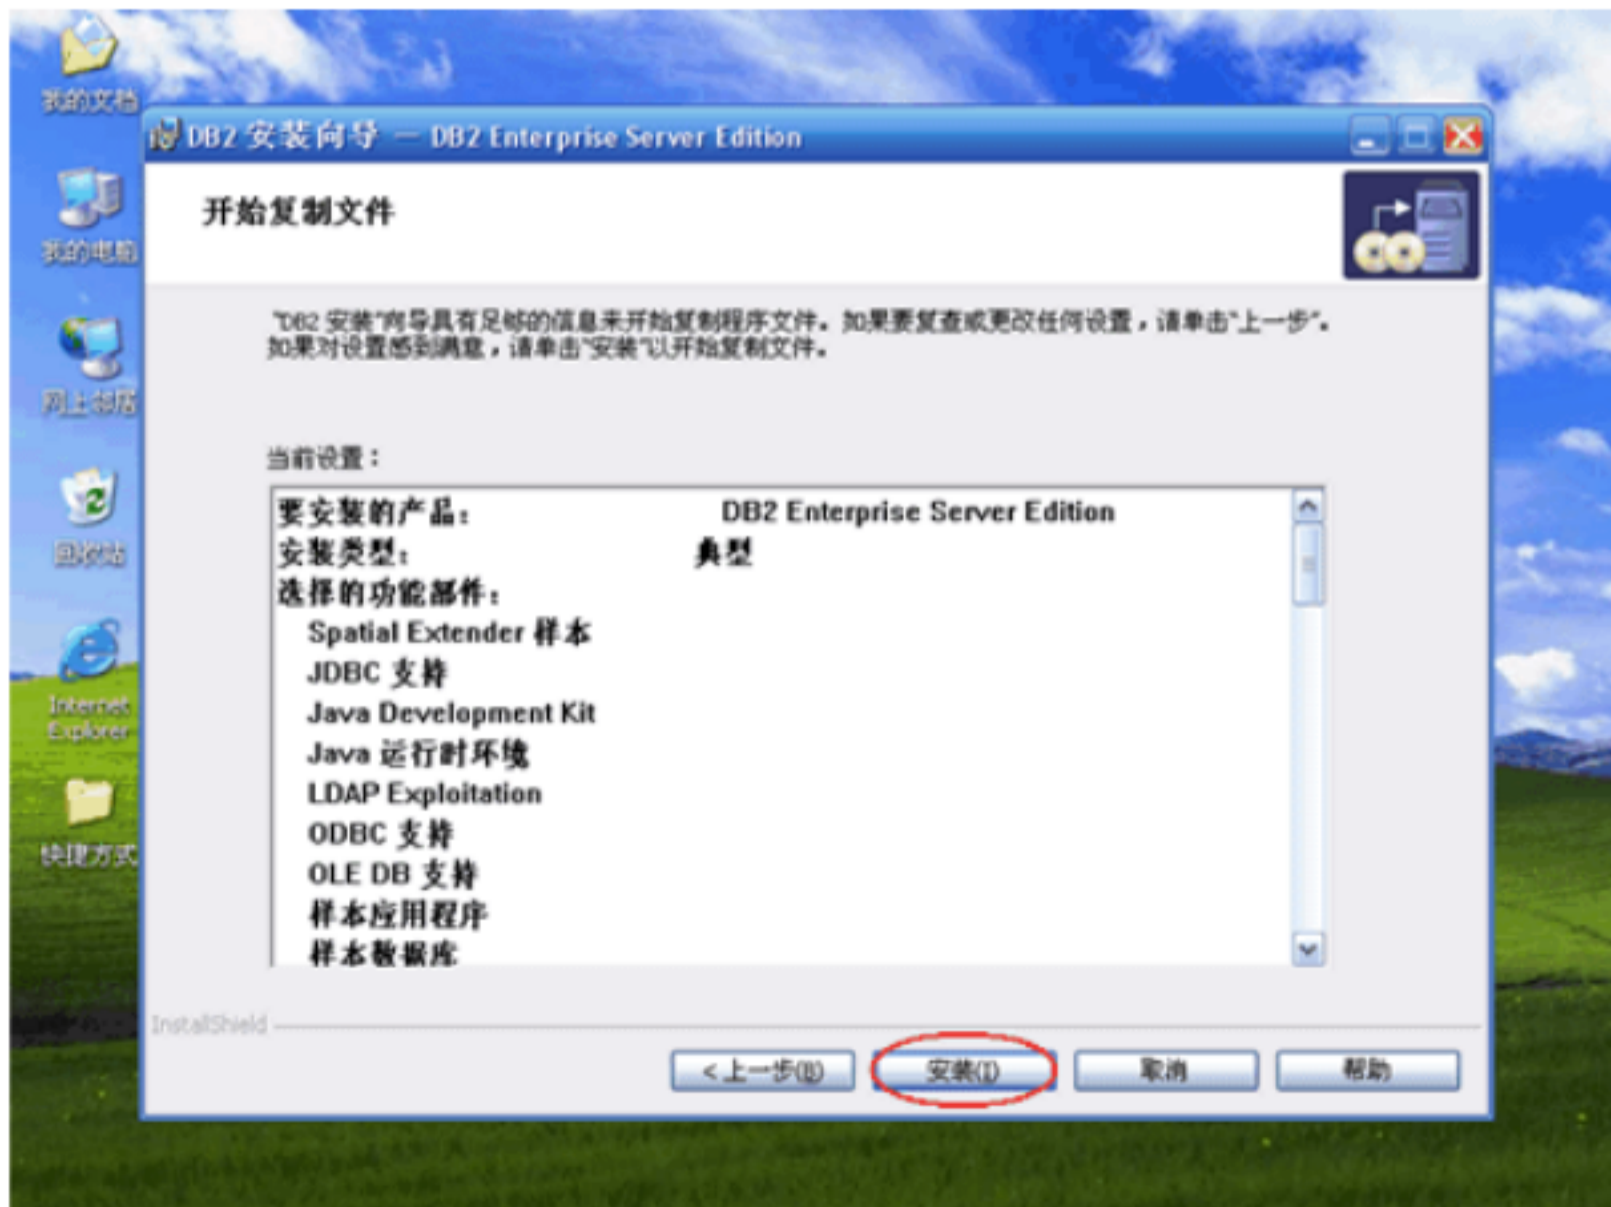 我的文档
我的电脑
网上邻居
回收站
Internet
Explorer
快捷方式
DB2 安装向导 — DB2 Enterprise Server Edition
开始复制文件
"DB2 安装"向导具有足够的信息来开始复制程序文件。如果要复查或更改任何设置，请单击"上一步"。
如果对设置感到满意，请单击"安装"以开始复制文件。
当前设置：
要安装的产品： DB2 Enterprise Server Edition
安装类型： 典型
选择的功能部件：
Spatial Extender 样本
JDBC 支持
Java Development Kit
Java 运行时环境
LDAP Exploitation
ODBC 支持
OLE DB 支持
样本应用程序
样本数据库
InstallShield
<上一步(B) 安装(I) 取消 帮助